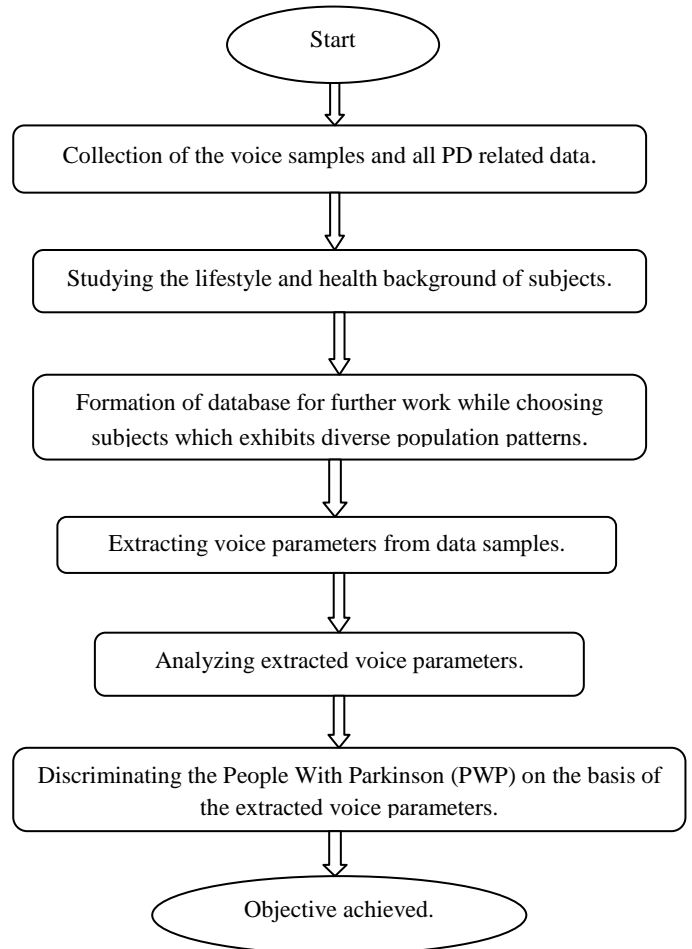 Start
Collection of the voice samples and all PD related data.
Studying the lifestyle and health background of subjects.
Formation of database for further work while choosing
subjects which exhibits diverse population patterns.
Extracting voice parameters from data samples.
Analyzing extracted voice parameters.
Discriminating the People With Parkinson (PWP) on the basis of
the extracted voice parameters.
Objective achieved.